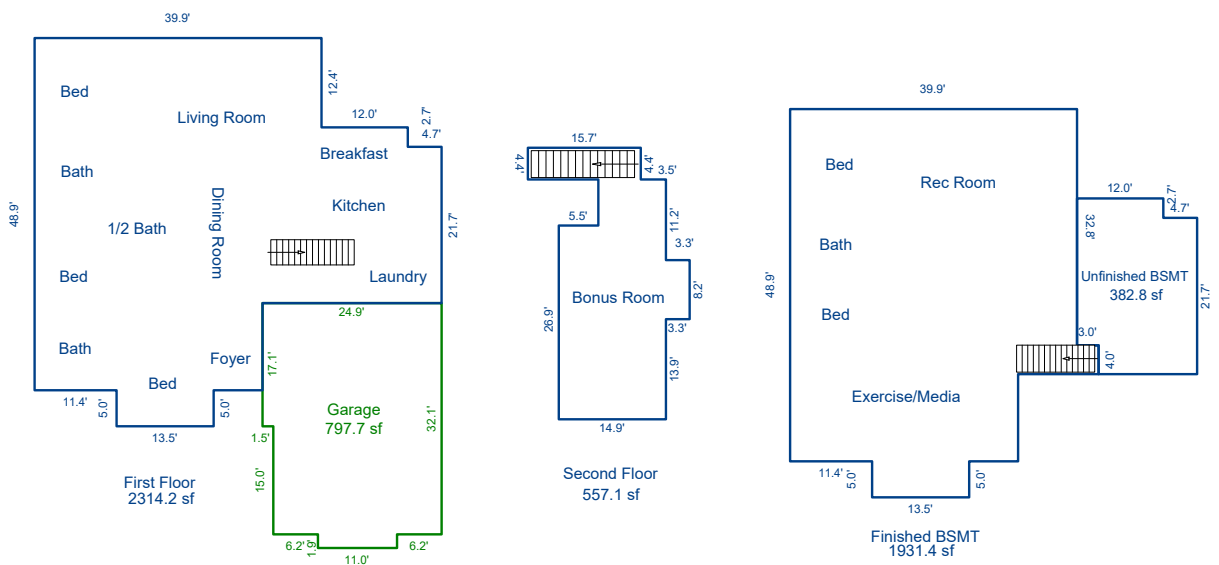 39.9'
12.4'
12.0'
2.7'
4.7'
Bed
Living Room
Breakfast
Bath
Kitchen
Dining Room
48.9'
1/2 Bath
21.7'
Bed
Laundry
24.9'
Bath
Foyer
17.1'
Bed
11.4'
5.0'
13.5'
5.0'
Garage
797.7 sf
32.1'
1.5'
15.0'
6.2'
1.9'
11.0'
6.2'
First Floor
2314.2 sf
15.7'
4.4'
4.4'
3.5'
5.5'
11.2'
3.3'
Bonus Room
8.2'
26.9'
3.3'
13.9'
14.9'
Second Floor
557.1 sf
39.9'
Bed
Rec Room
12.0'
2.7'
4.7'
32.8'
Bath
48.9'
Unfinished BSMT
382.8 sf
21.7'
Bed
3.0'
4.0'
Exercise/Media
11.4'
5.0'
13.5'
5.0'
Finished BSMT
1931.4 sf